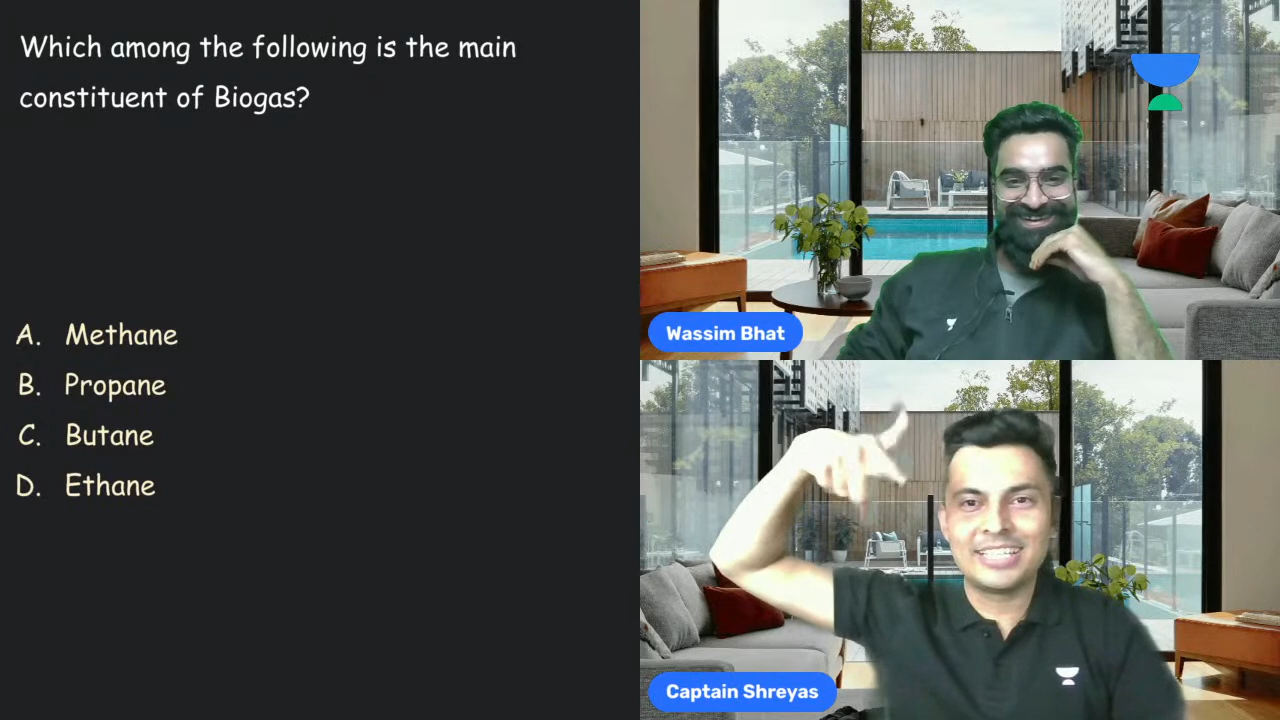 Which among the following is the main
constituent of Biogas?
A. Methane
B. Propane
C. Butane
D. Ethane
Wassim Bhat
Captain Shreyas